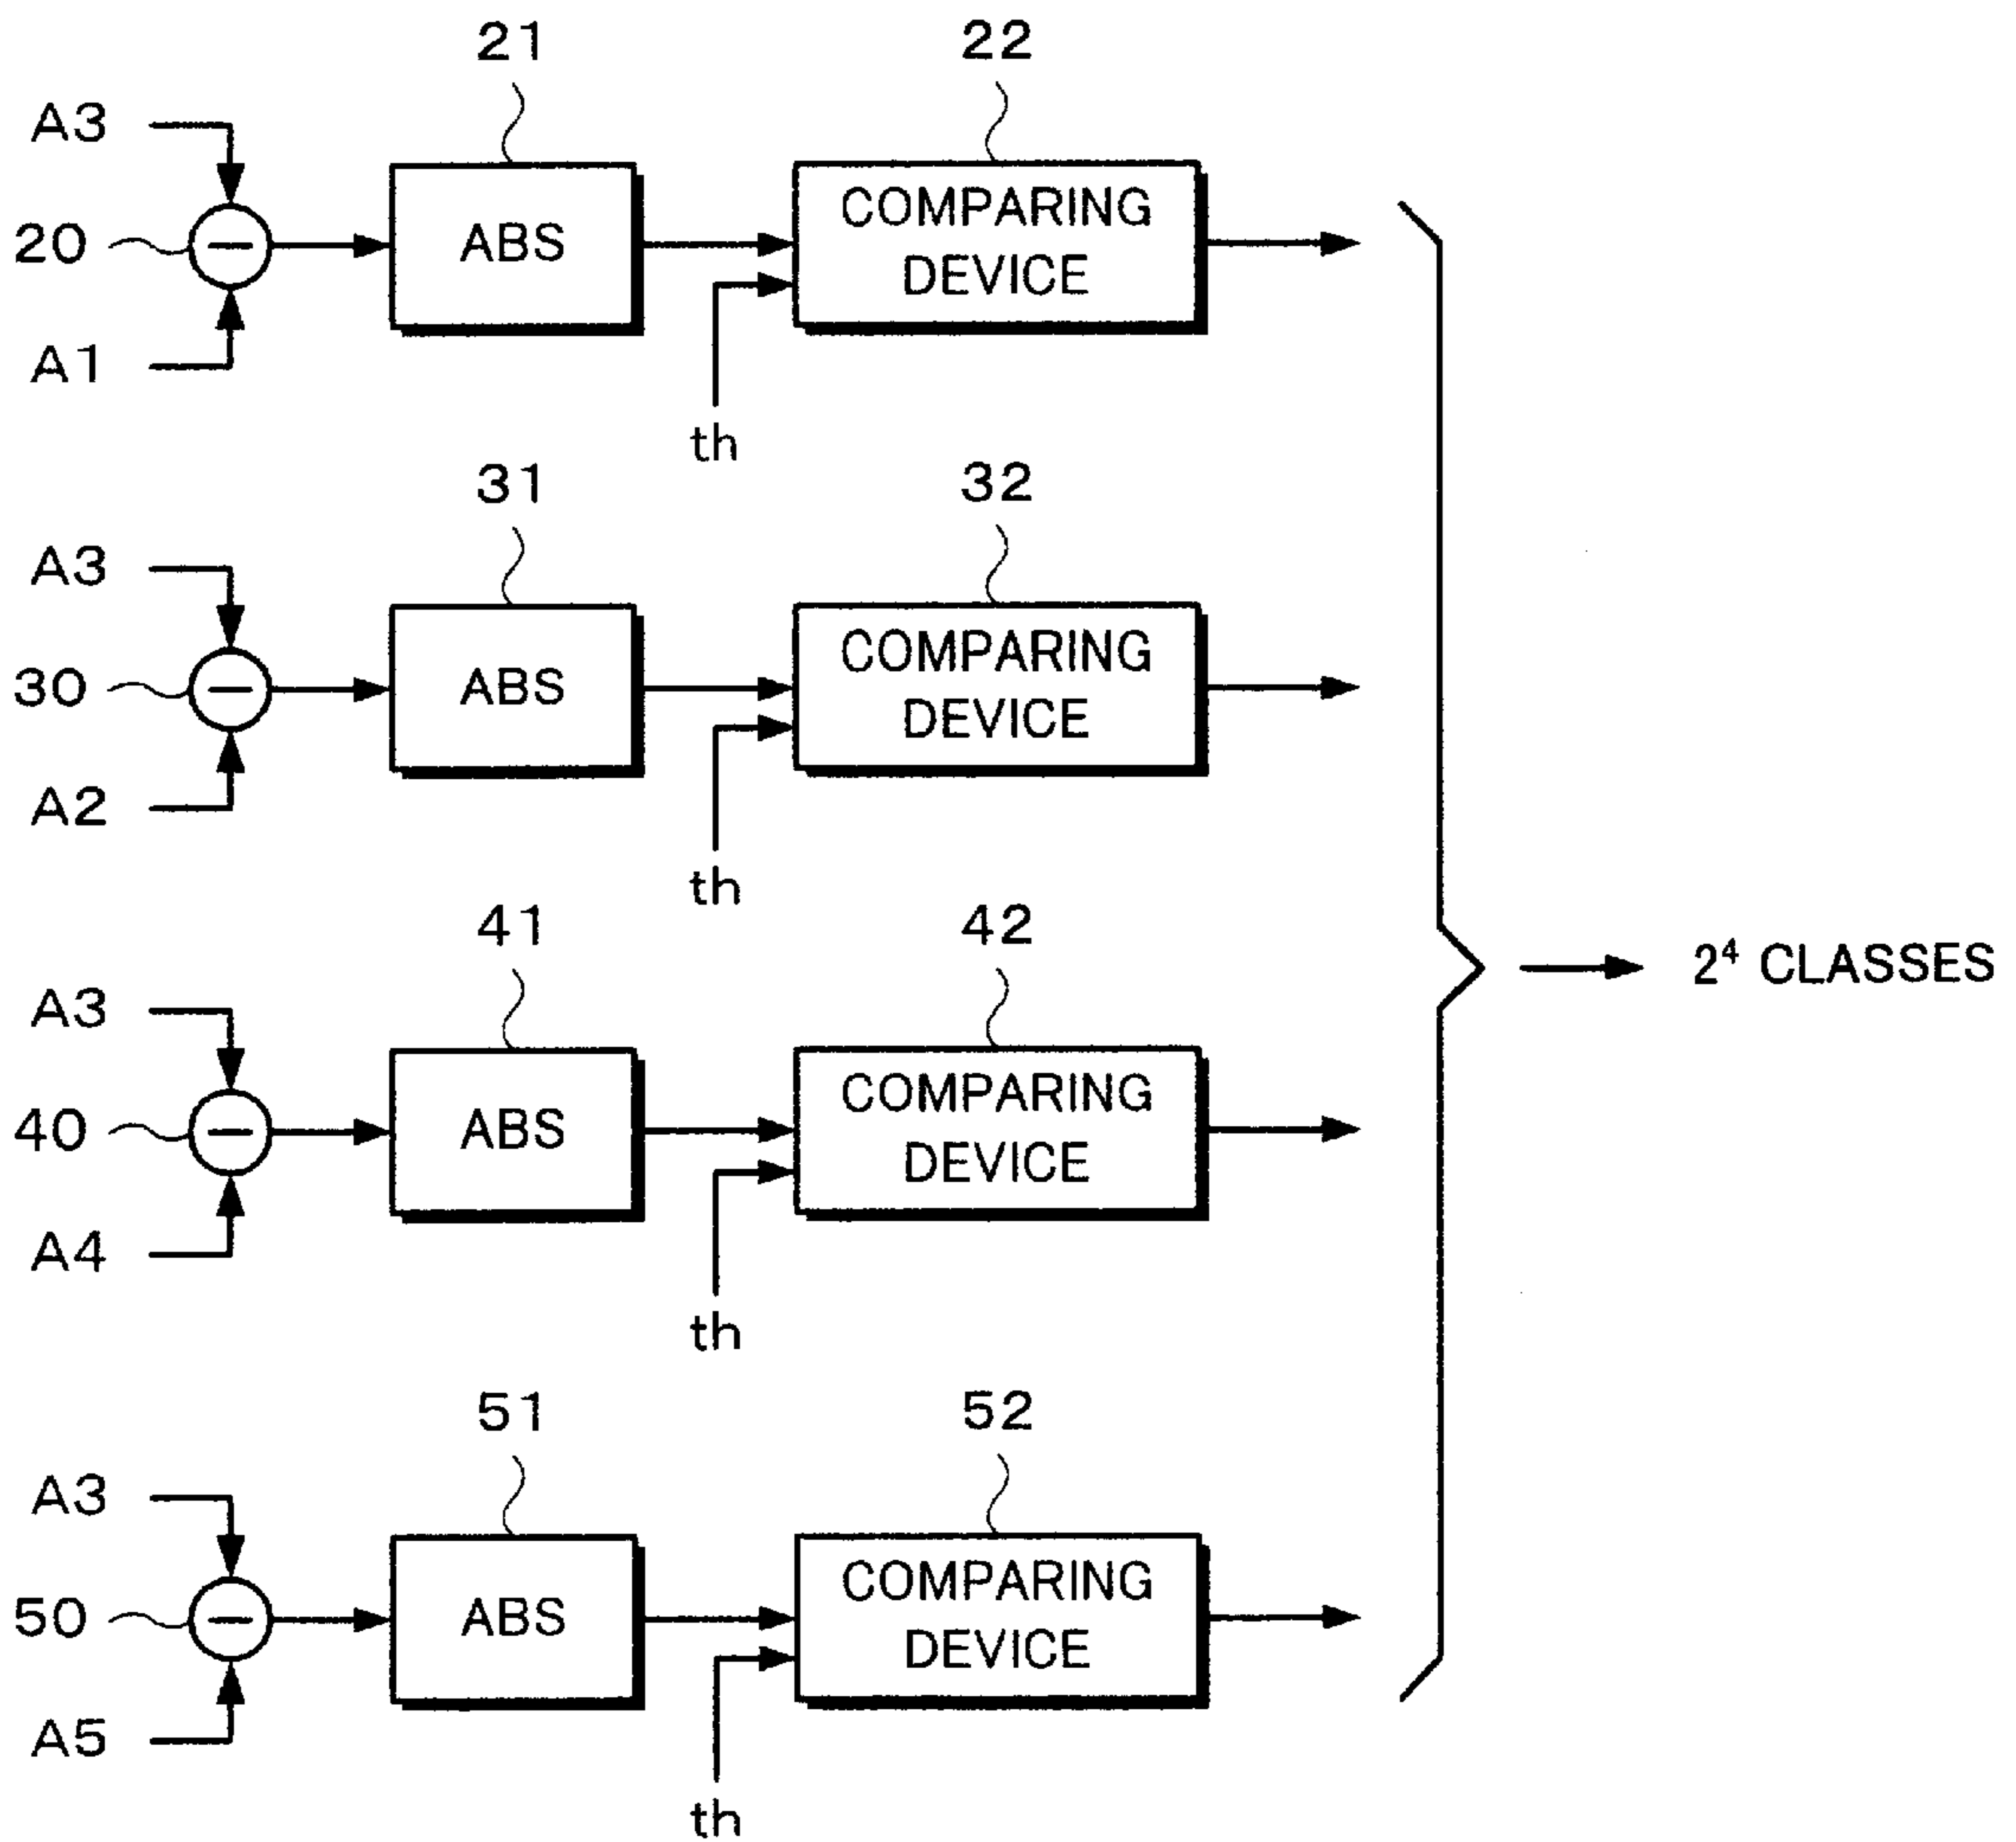 21
22
A3
20
ABS
COMPARING
DEVICE
A1
th
31
32
A3
30
ABS
COMPARING
DEVICE
A2
th
41
42
A3
40
ABS
COMPARING
DEVICE
A4
th
2⁴ CLASSES
51
52
A3
50
ABS
COMPARING
DEVICE
A5
th